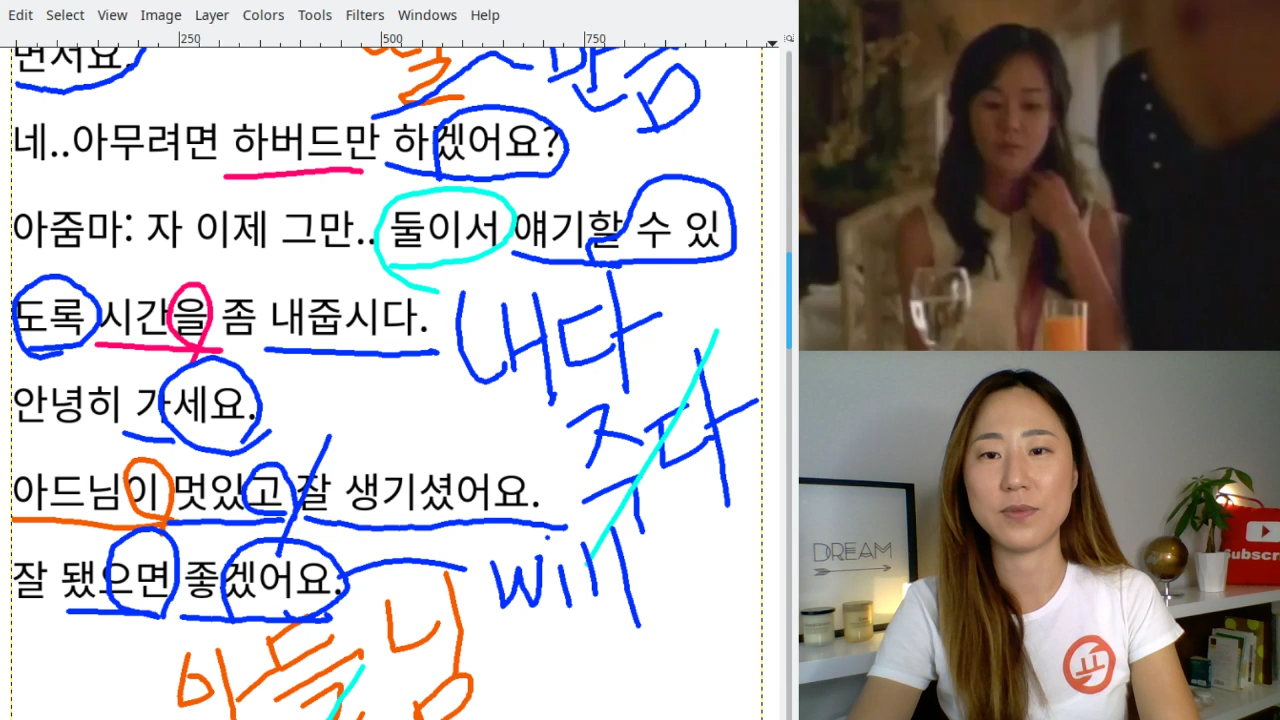 Edit Select View Image Layer Colors Tools Filters Windows Help
250 500 750
면서요.
네..아무려면 하버드만 하겠어요?
아줌마: 자 이제 그만.. 둘이서 얘기할 수 있
도록 시간을 좀 내줍시다.
내다
안녕히 가세요.
주다
아드님이 멋있고 잘 생기셨어요.
잘 됐으면 좋겠어요.
will
아들님
DREAM
Subscr